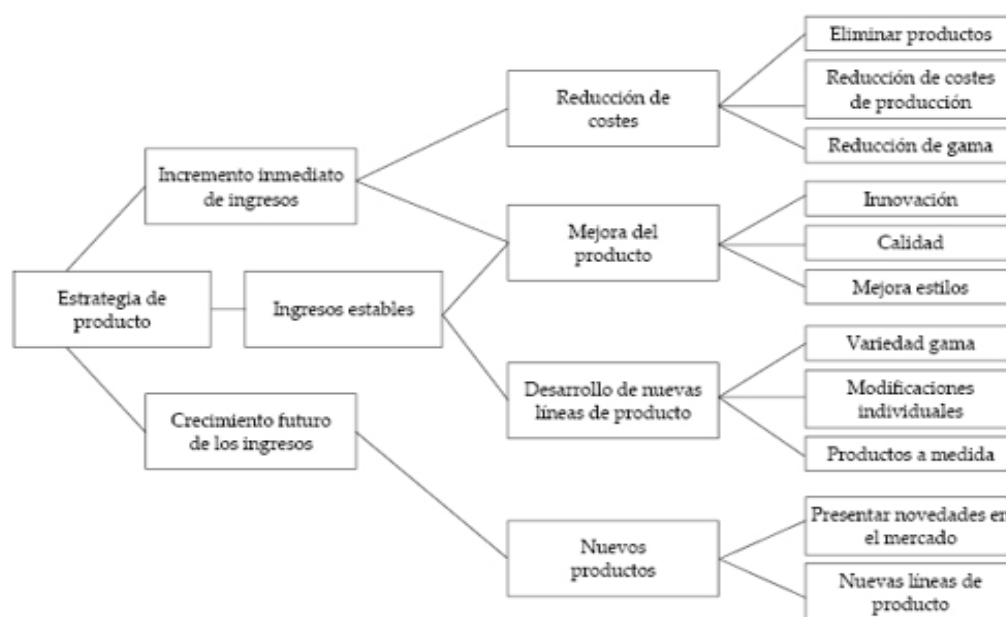 Estrategia de
producto
Incremento inmediato
de ingresos
Ingresos estables
Crecimiento futuro
de los ingresos
Reducción de
costes
Mejora del
producto
Desarrollo de nuevas
líneas de producto
Nuevos
productos
Eliminar productos
Reducción de costes
de producción
Reducción de gama
Innovación
Calidad
Mejora estilos
Variedad gama
Modificaciones
individuales
Productos a medida
Presentar novedades en
el mercado
Nuevas líneas de
producto